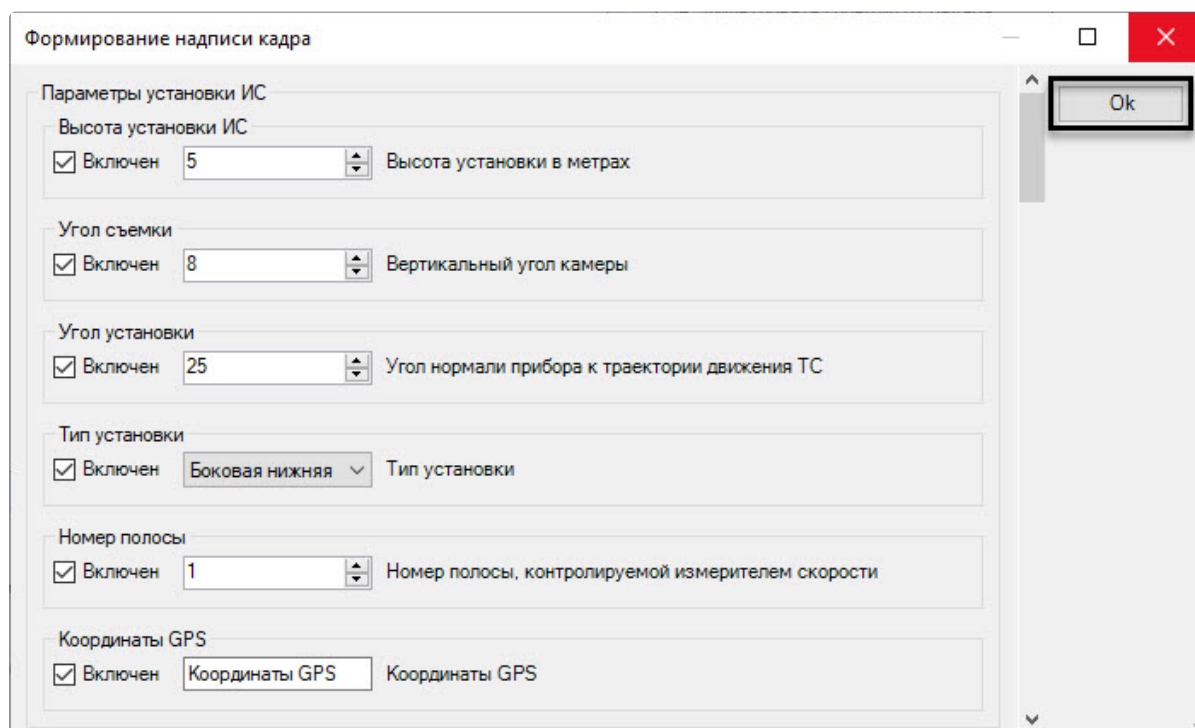 Формирование надписи кадра
Ok
Параметры установки ИС
Высота установки ИС
Включен 5 Высота установки в метрах
Угол съемки
Включен 8 Вертикальный угол камеры
Угол установки
Включен 25 Угол нормали прибора к траектории движения ТС
Тип установки
Включен Боковая нижняя Тип установки
Номер полосы
Включен 1 Номер полосы, контролируемой измерителем скорости
Координаты GPS
Включен Координаты GPS Координаты GPS